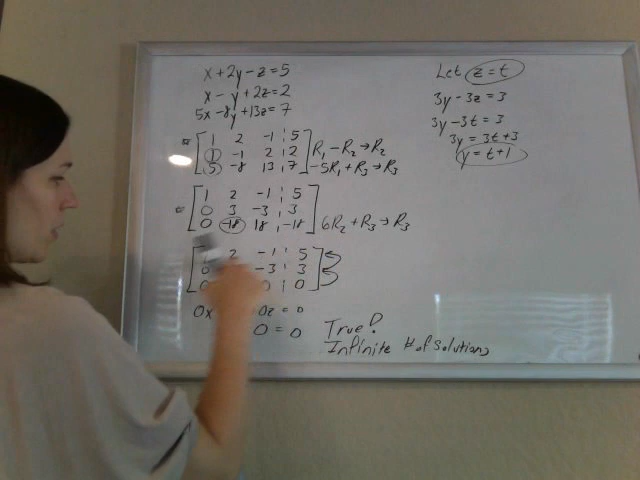 x + 2y - z = 5
x - y + 2z = 2
5x - 8y + 13z = 7
1 2 -1 5
1 -1 2 2 R1 - R2 → R2
5 -8 13 7 -5R1 + R3 → R3
1 2 -1 5
0 3 -3 3
0 -18 18 -18 6R2 + R3 → R3
2 -1 5
0 -3 3
0 0
0x 0z = 0
0 = 0 True!
Infinite # of solutions
Let z = t
3y - 3z = 3
3y - 3t = 3
3y = 3t + 3
y = t + 1